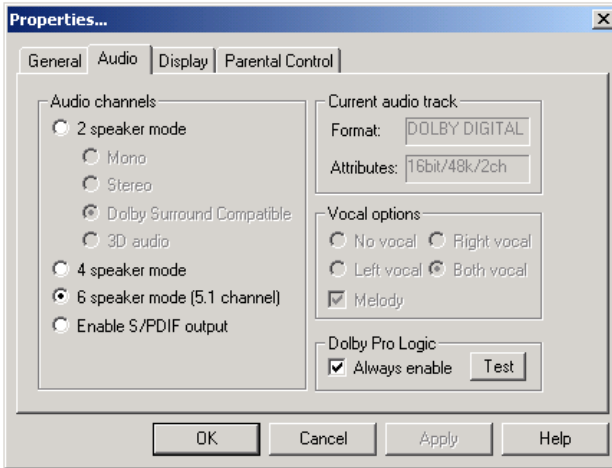 Properties...
General Audio Display Parental Control
Audio channels
2 speaker mode
Mono
Stereo
Dolby Surround Compatible
3D audio
4 speaker mode
6 speaker mode (5.1 channel)
Enable S/PDIF output
Current audio track
Format: DOLBY DIGITAL
Attributes: 16bit/48k/2ch
Vocal options
No vocal Right vocal
Left vocal Both vocal
Melody
Dolby Pro Logic
Always enable Test
OK Cancel Apply Help